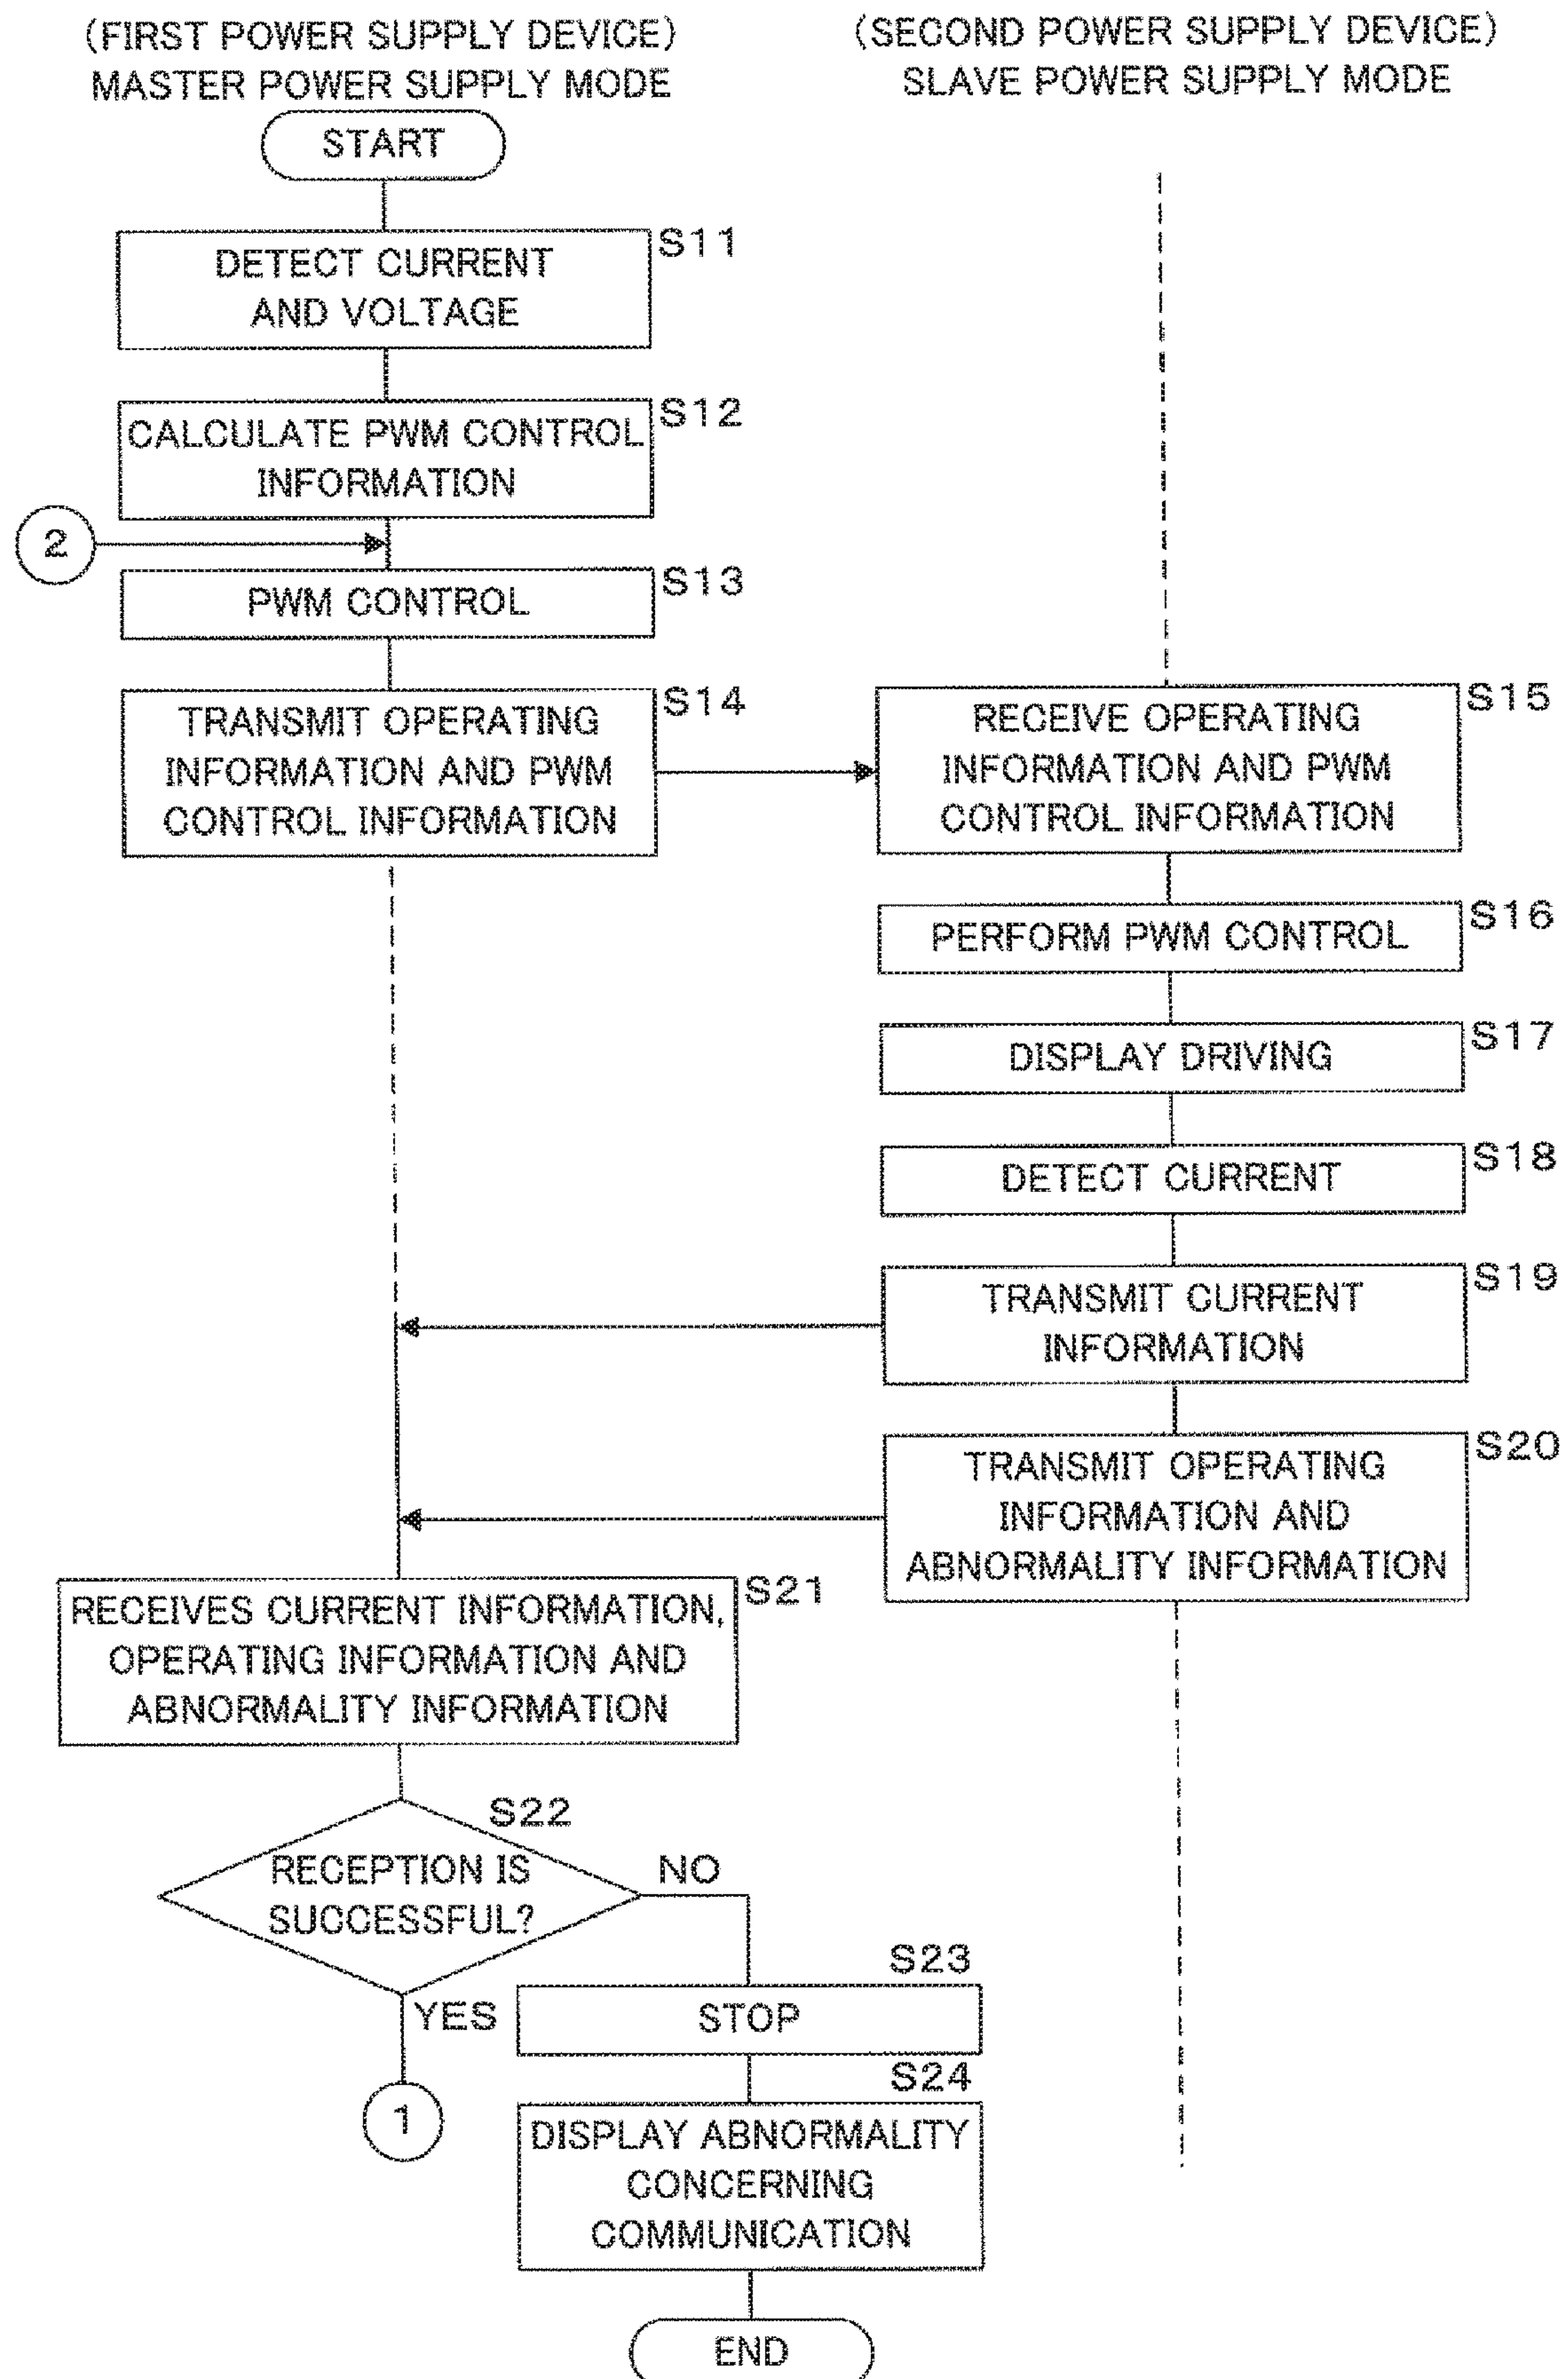 (FIRST POWER SUPPLY DEVICE)
MASTER POWER SUPPLY MODE
(SECOND POWER SUPPLY DEVICE)
SLAVE POWER SUPPLY MODE
START
S11
DETECT CURRENT
AND VOLTAGE
S12
CALCULATE PWM CONTROL
INFORMATION
2
S13
PWM CONTROL
S14
TRANSMIT OPERATING
INFORMATION AND PWM
CONTROL INFORMATION
S15
RECEIVE OPERATING
INFORMATION AND PWM
CONTROL INFORMATION
S16
PERFORM PWM CONTROL
S17
DISPLAY DRIVING
S18
DETECT CURRENT
S19
TRANSMIT CURRENT
INFORMATION
S20
TRANSMIT OPERATING
INFORMATION AND
ABNORMALITY INFORMATION
S21
RECEIVES CURRENT INFORMATION,
OPERATING INFORMATION AND
ABNORMALITY INFORMATION
S22
RECEPTION IS
SUCCESSFUL?
NO
YES
1
S23
STOP
S24
DISPLAY ABNORMALITY
CONCERNING
COMMUNICATION
END